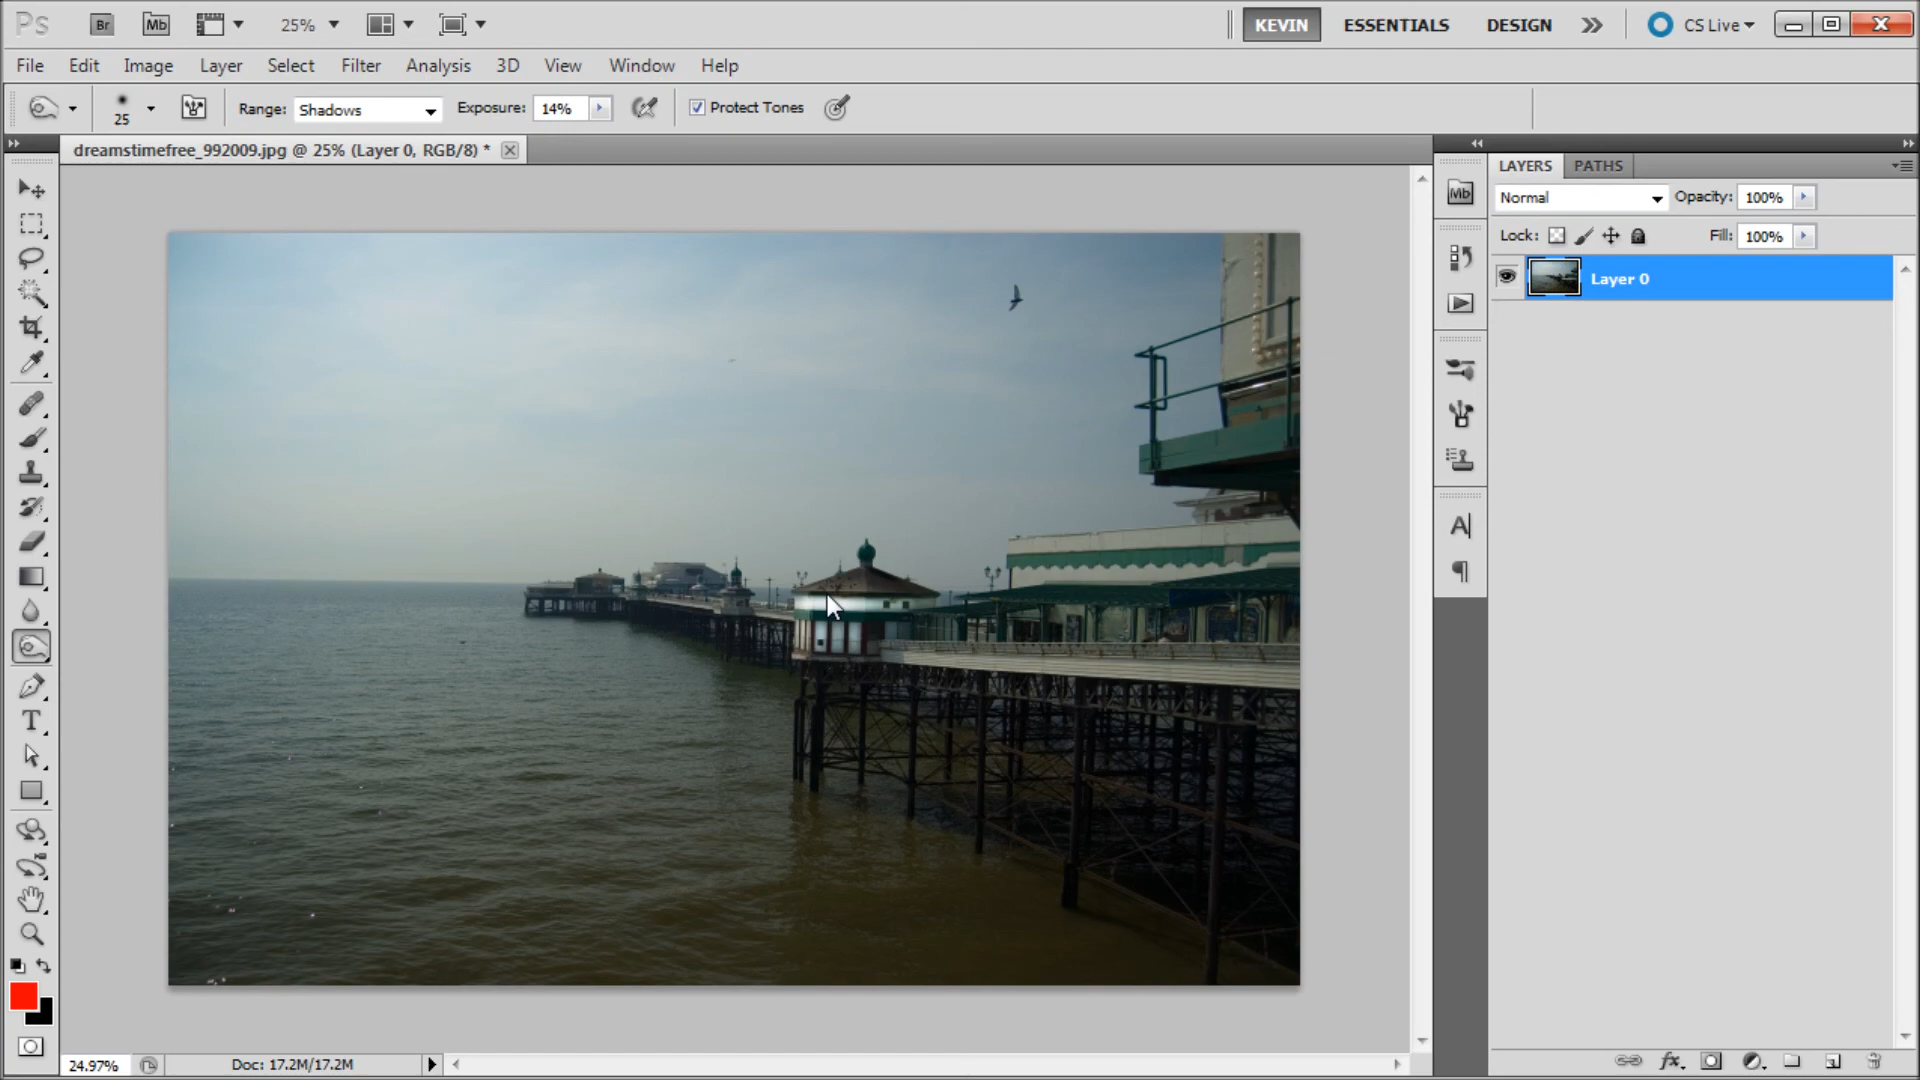 Ps Br Mb 25% KEVIN ESSENTIALS DESIGN CS Live
File Edit Image Layer Select Filter Analysis 3D View Window Help
25 Range: Shadows Exposure: 14% Protect Tones
dreamstimefree_992009.jpg @ 25% (Layer 0, RGB/8) *
LAYERS PATHS
Mb
Normal Opacity: 100%
Lock: Fill: 100%
Layer 0
A
T
fx
24.97% Doc: 17.2M/17.2M